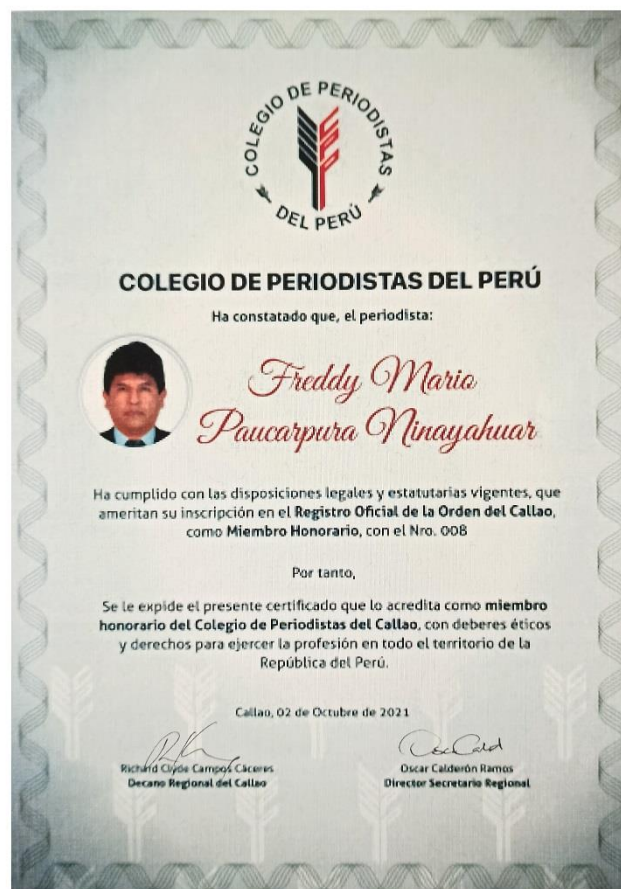 COLEGIO DE PERIODISTAS
DEL PERÚ
COLEGIO DE PERIODISTAS DEL PERÚ
Ha constatado que, el periodista:
Freddy Mario
Paucarpura Ninayahuar
Ha cumplido con las disposiciones legales y estatutarias vigentes, que
ameritan su inscripción en el Registro Oficial de la Orden del Callao,
como Miembro Honorario, con el Nro. 008
Por tanto,
Se le expide el presente certificado que lo acredita como miembro
honorario del Colegio de Periodistas del Callao, con deberes éticos
y derechos para ejercer la profesión en todo el territorio de la
República del Perú.
Callao, 02 de Octubre de 2021
Richard Clyde Campos Cáceres
Decano Regional del Callao
Oscar Calderón Ramos
Director Secretario Regional